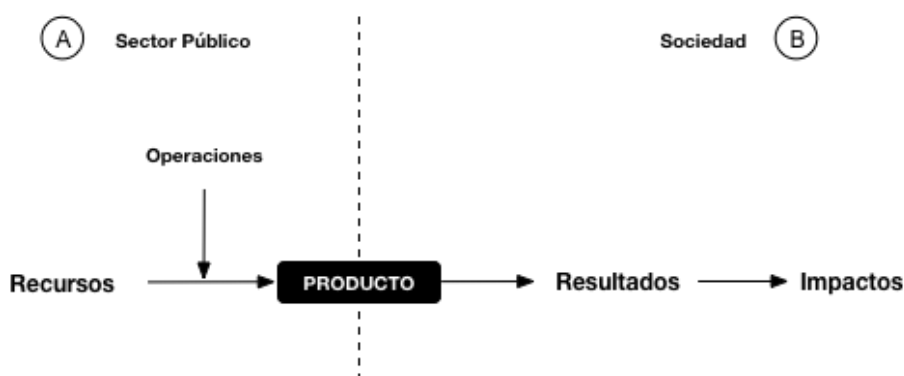 A Sector Público Sociedad B
Operaciones
Recursos PRODUCTO Resultados Impactos